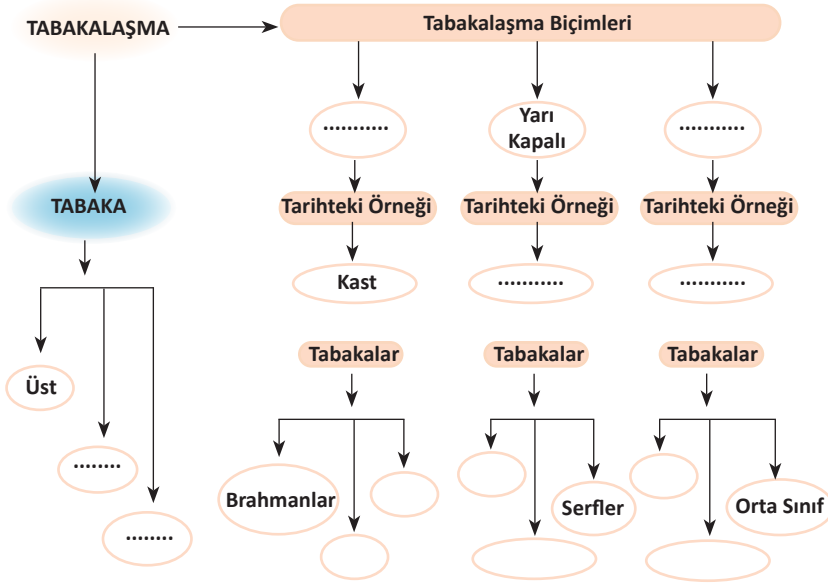 TABAKALAŞMA
Tabakalaşma Biçimleri
...........
Yarı
Kapalı
...........
TABAKA
Tarihteki Örneği
Tarihteki Örneği
Tarihteki Örneği
Kast
...........
...........
Tabakalar
Tabakalar
Tabakalar
Üst
........
........
Brahmanlar
Serfler
Orta Sınıf